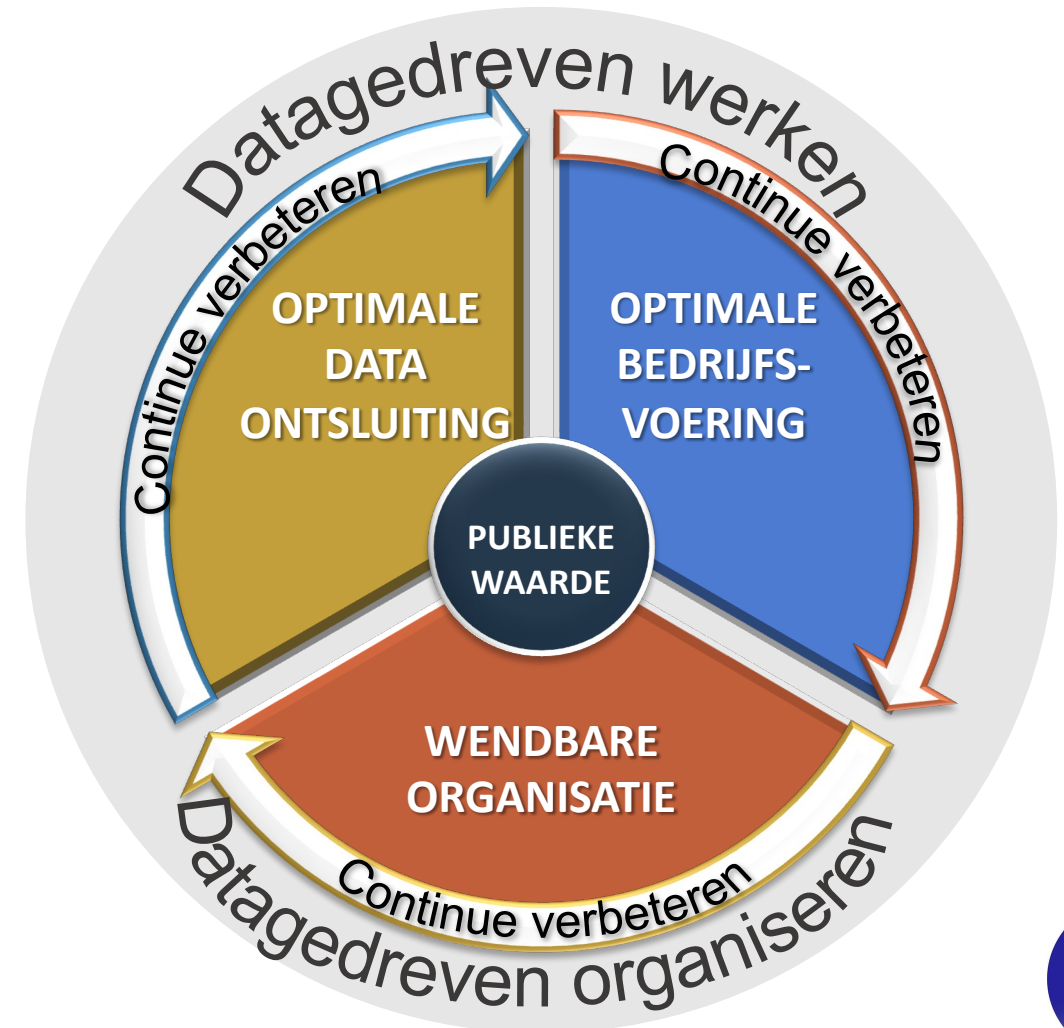 Datagedreven werken
Continue verbeteren
Continue verbeteren
OPTIMALE
DATA
ONTSLUITING
OPTIMALE
BEDRIJFS-
VOERING
PUBLIEKE
WAARDE
WENDBARE
ORGANISATIE
Continue verbeteren
Datagedreven organiseren